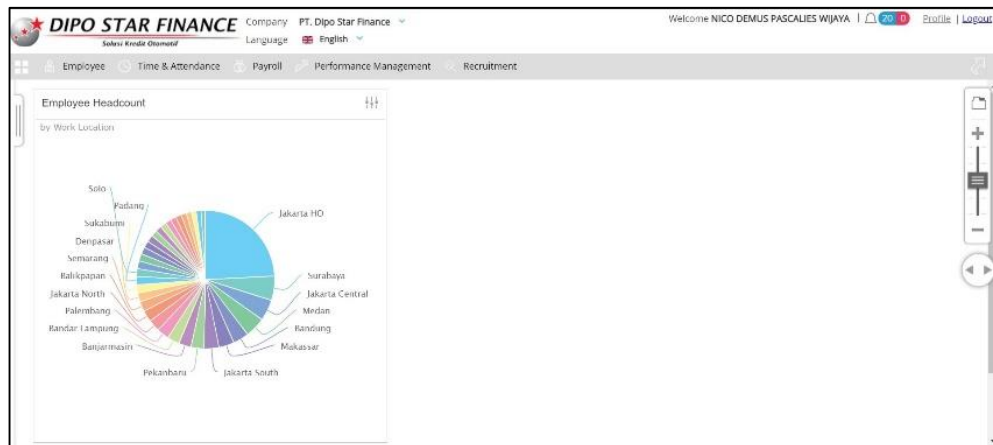 DIPO STAR FINANCE
Solusi Kredit Otomotif
Company PT. Dipo Star Finance
Language English
Welcome NICO DEMUS PASCALIES WIJAYA | 20 0 Profile | Logout
Employee Time & Attendance Payroll Performance Management Recruitment
Employee Headcount
by Work Location
Solo
Padang
Sukabumi
Denpasar
Semarang
Balikpapan
Jakarta North
Palembang
Bandar Lampung
Banjarmasin
Pekanbaru
Jakarta HO
Surabaya
Jakarta Central
Medan
Bandung
Makassar
Jakarta South